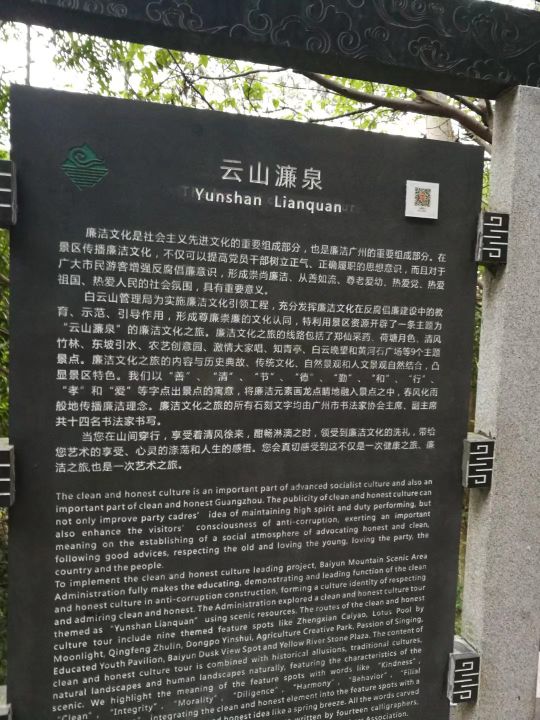 云山濂泉
Yunshan Lianquan
廉洁文化是社会主义先进文化的重要组成部分，也是廉洁广州的重要组成部分。在
景区传播廉洁文化，不仅可以提高党员干部树立正气、正确履职的思想意识，而且对于
广大市民游客增强反腐倡廉意识，形成崇尚廉洁、从善如流、尊老爱幼、热爱党、热爱
祖国、热爱人民的社会氛围，具有重要意义。
白云山管理局为实施廉洁文化引领工程，充分发挥廉洁文化在反腐倡廉建设中的教
育、示范、引导作用，形成尊廉崇廉的文化认同，特利用景区资源开辟了一条主题为
“云山濂泉”的廉洁文化之旅。廉洁文化之旅的线路包括了郑仙采药、荷塘月色、清风
竹林、东坡引水、农艺创意园、激情大家唱、知青亭、白云晚望和黄河石广场等9个主题
景点。廉洁文化之旅的内容与历史典故、传统文化、自然景观和人文景观自然结合，凸
显景区特色。我们以“善”、“清”、“节”、“德”、“勤”、“和”、“行”、
“孝”和“爱”等字点出景点的寓意，将廉洁元素画龙点睛地融入景点之中，春风化雨
般地传播廉洁理念。廉洁文化之旅的所有石刻文字均由广州市书法家协会主席、副主席
共十四名书法家书写。
当您在山间穿行，享受着清风徐来，酣畅淋漓之时，领受到廉洁文化的洗礼，带给
您艺术的享受、心灵的涤荡和人生的感悟。您会真切感受到这不仅是一次健康之旅、廉
洁之旅,也是一次艺术之旅。
The clean and honest culture is an important part of advanced socialist culture and also an
important part of clean and honest Guangzhou. The publicity of clean and honest culture can
not only improve party cadres' idea of maintaining high spirit and duty performing, but
also enhance the visitors' consciousness of anti-corruption, exerting an important
meaning on the establishing of a social atmosphere of advocating honest and clean,
following good advices, respecting the old and loving the young, loving the party, the
country and the people.
To implement the clean and honest culture leading project, Baiyun Mountain Scenic Area
Administration fully makes the educating, demonstrating and leading function of the clean
and honest culture in anti-corruption construction, forming a culture identity of respecting
and admiring clean and honest. The Administration explored a clean and honest culture tour
themed as "Yunshan Lianquan" using scenic resources. The routes of the clean and honest
culture tour include nine themed feature spots like Zhengxian Caiyao, Lotus Pool by
Moonlight, Qingfeng Zhulin, Dongpo Yinshui, Agriculture Creative Park, Passion of Singing,
Educated Youth Pavilion, Baiyun Dusk View Spot and Yellow River Stone Plaza. The content of
clean and honest culture tour is combined with historical allusions, traditional cultures,
natural landscapes and human landscapes naturally, featuring the characteristics of the
scenic. We highlight the meaning of the feature spots with words like "Kindness",
"Clean", "Integrity", "Morality", "Diligence", "Harmony", "Behavior", "Filial
integrating the clean and honest element into the feature spots with a
honest idea like a spring breeze. All the words carved
written by fourteen calligraphers,
Association.